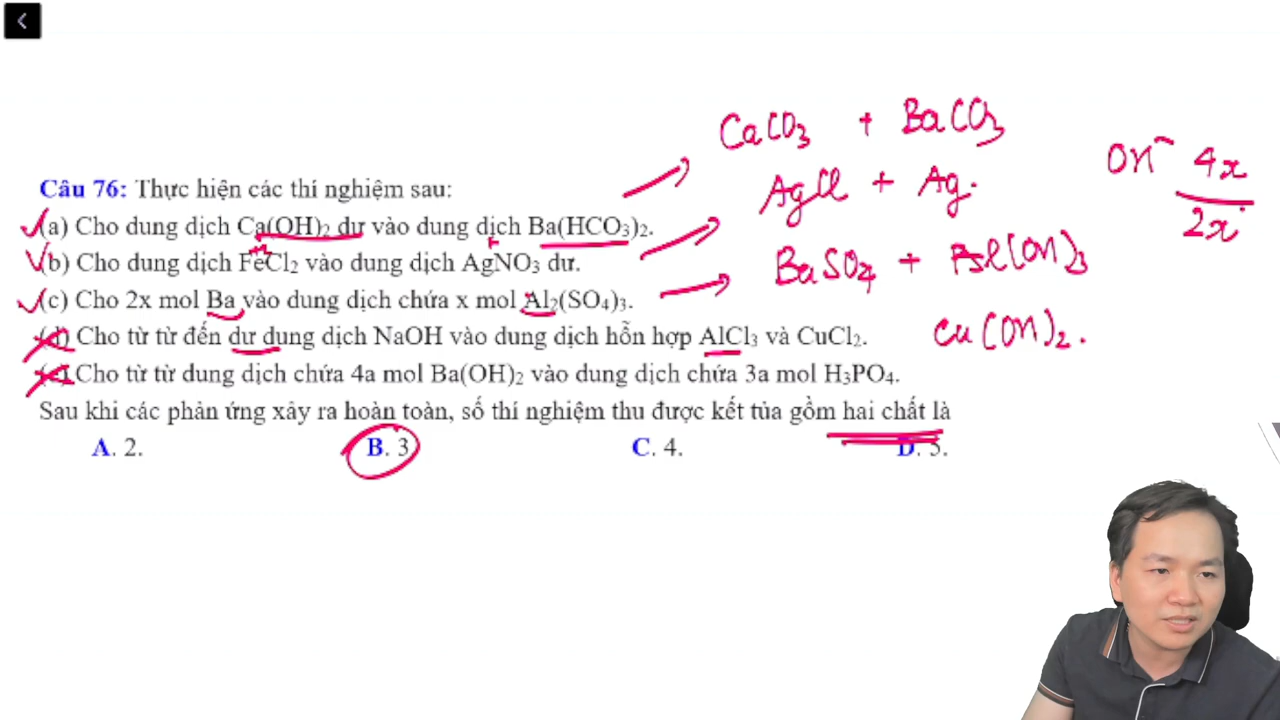 CaCO3 + BaCO3
OH⁻ 4x
2x
Câu 76: Thực hiện các thí nghiệm sau:
AgCl + Ag.
(a) Cho dung dịch Ca(OH)2 dư vào dung dịch Ba(HCO3)2.
(b) Cho dung dịch FeCl2 vào dung dịch AgNO3 dư.
BaSO4 + Al(OH)3
(c) Cho 2x mol Ba vào dung dịch chứa x mol Al2(SO4)3.
(d) Cho từ từ đến dư dung dịch NaOH vào dung dịch hỗn hợp AlCl3 và CuCl2.
Cu(OH)2.
(e) Cho từ từ dung dịch chứa 4a mol Ba(OH)2 vào dung dịch chứa 3a mol H3PO4.
Sau khi các phản ứng xảy ra hoàn toàn, số thí nghiệm thu được kết tủa gồm hai chất là
A. 2. B. 3 C. 4. D. 5.